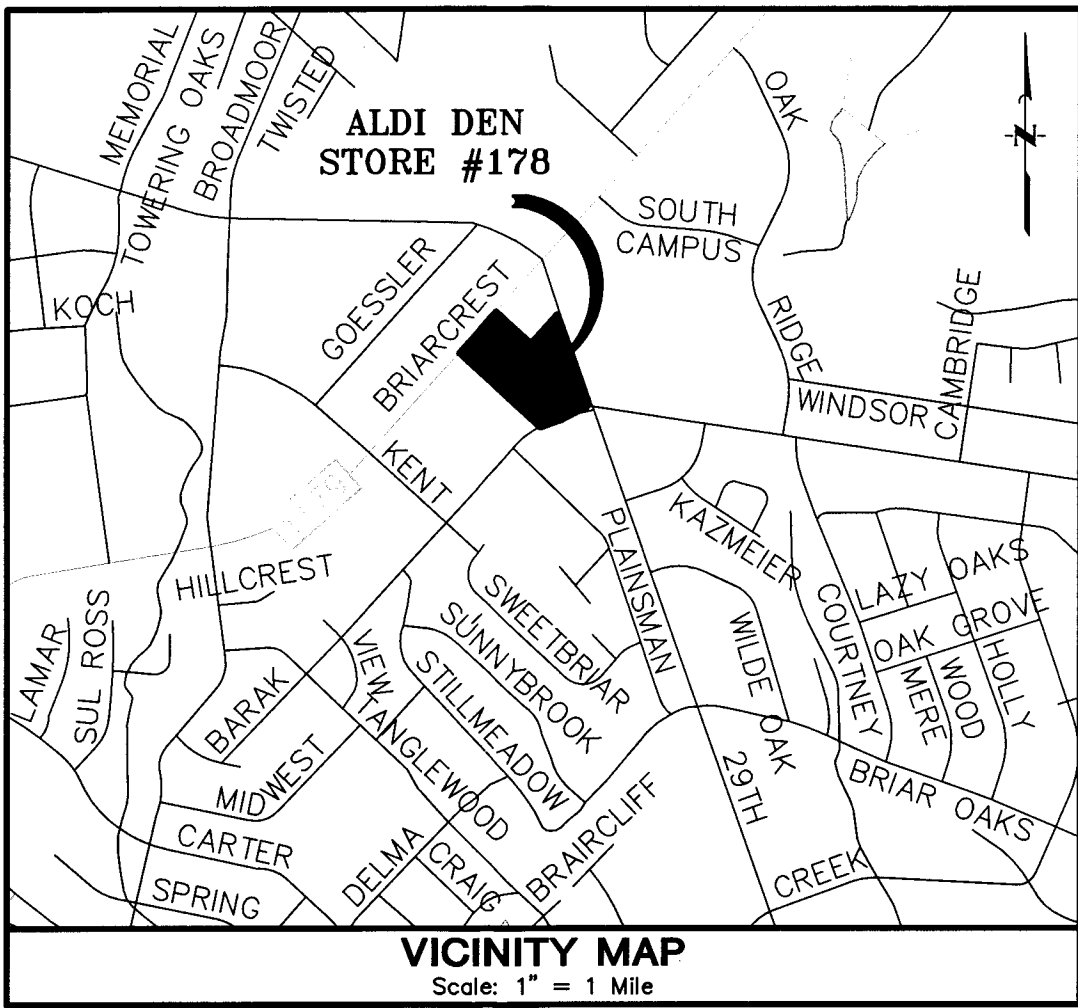 MEMORIAL
TOWERING OAKS
BROADMOOR
TWISTED
ALDI DEN
STORE #178
OAK
N
SOUTH
CAMPUS
GOESSLER
BRIARCREST
KOCH
RIDGE
CAMBRIDGE
WINDSOR
KENT
PLAINSMAN
KAZMEIER
HILLCREST
LAZY OAKS
COURTNEY
OAK GROVE
SWEETBRIAR
SUNNYBROOK
LAMAR
SUL ROSS
VIEW
STILLMEADOW
WILDE OAK
WOOD
MERE
HOLLY
BARAK
TANGLEWOOD
MIDWEST
29TH
BRIAR OAKS
CARTER
DELMA
CRAIG
BRAIRCLIFF
CREEK
SPRING
VICINITY MAP
Scale: 1" = 1 Mile